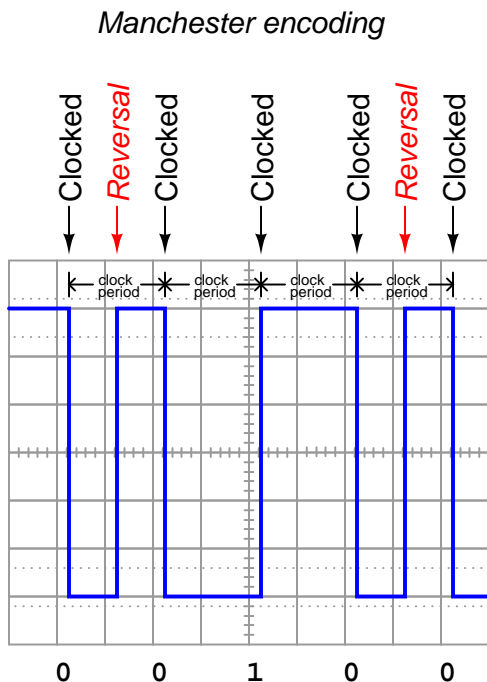 Manchester encoding
Clocked
Reversal
Clocked
Clocked
Clocked
Reversal
Clocked
clock
period
clock
period
clock
period
clock
period
0 0 1 0 0